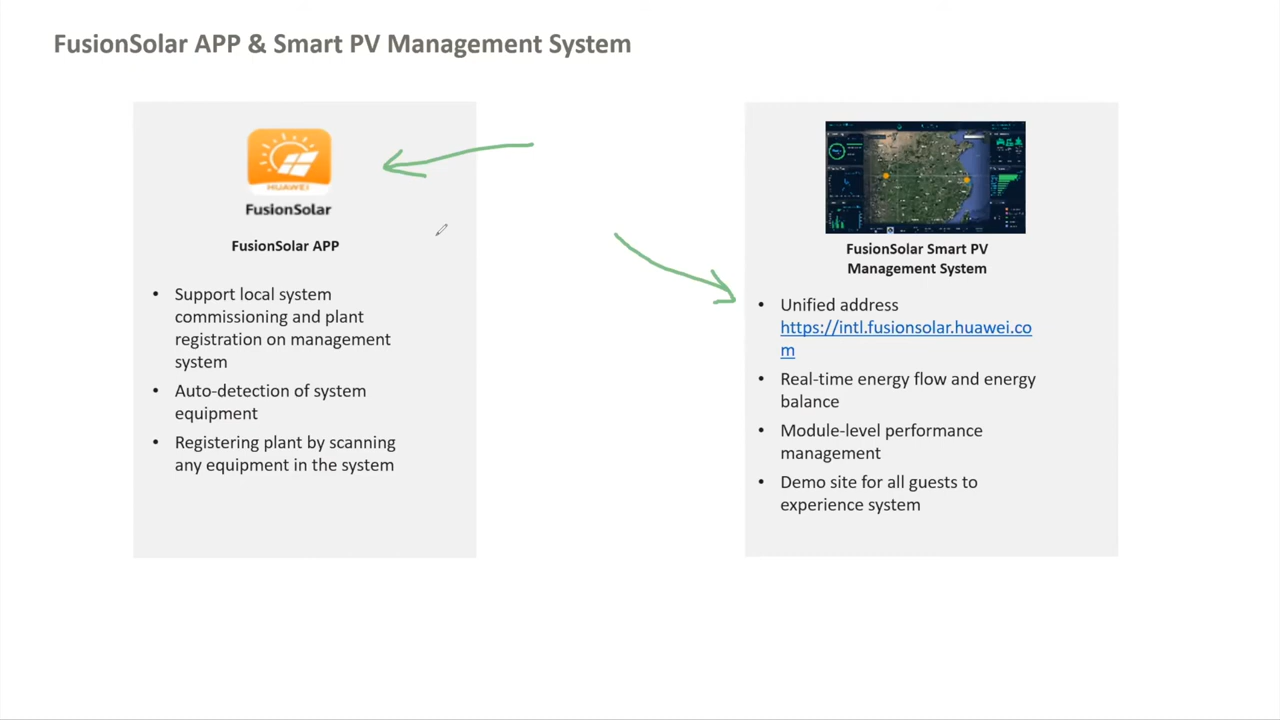 FusionSolar APP & Smart PV Management System
HUAWEI
FusionSolar
FusionSolar APP
• Support local system
commissioning and plant
registration on management
system
• Auto-detection of system
equipment
• Registering plant by scanning
any equipment in the system
FusionSolar Smart PV
Management System
• Unified address
https://intl.fusionsolar.huawei.co
m
• Real-time energy flow and energy
balance
• Module-level performance
management
• Demo site for all guests to
experience system